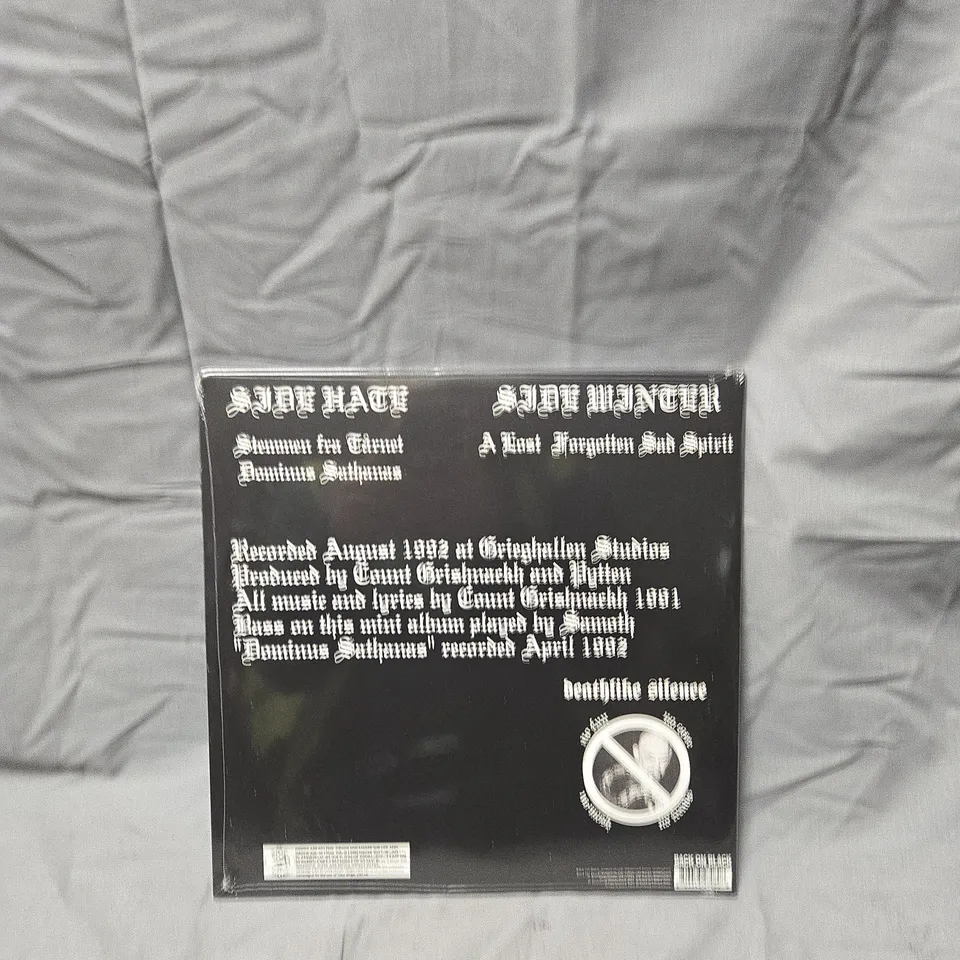 SIDE HATE
Stemmen fra Tårnet
Dominus Sathanas
SIDE WINTER
A Lost Forgotten Sad Spirit
Recorded August 1992 at Grieghallen Studios
Produced by Count Grishnackh and Pytten
All music and lyrics by Count Grishnackh 1991
Bass on this mini album played by Samoth
"Dominus Sathanas" recorded April 1992
deathlike silence
BACK ON BLACK